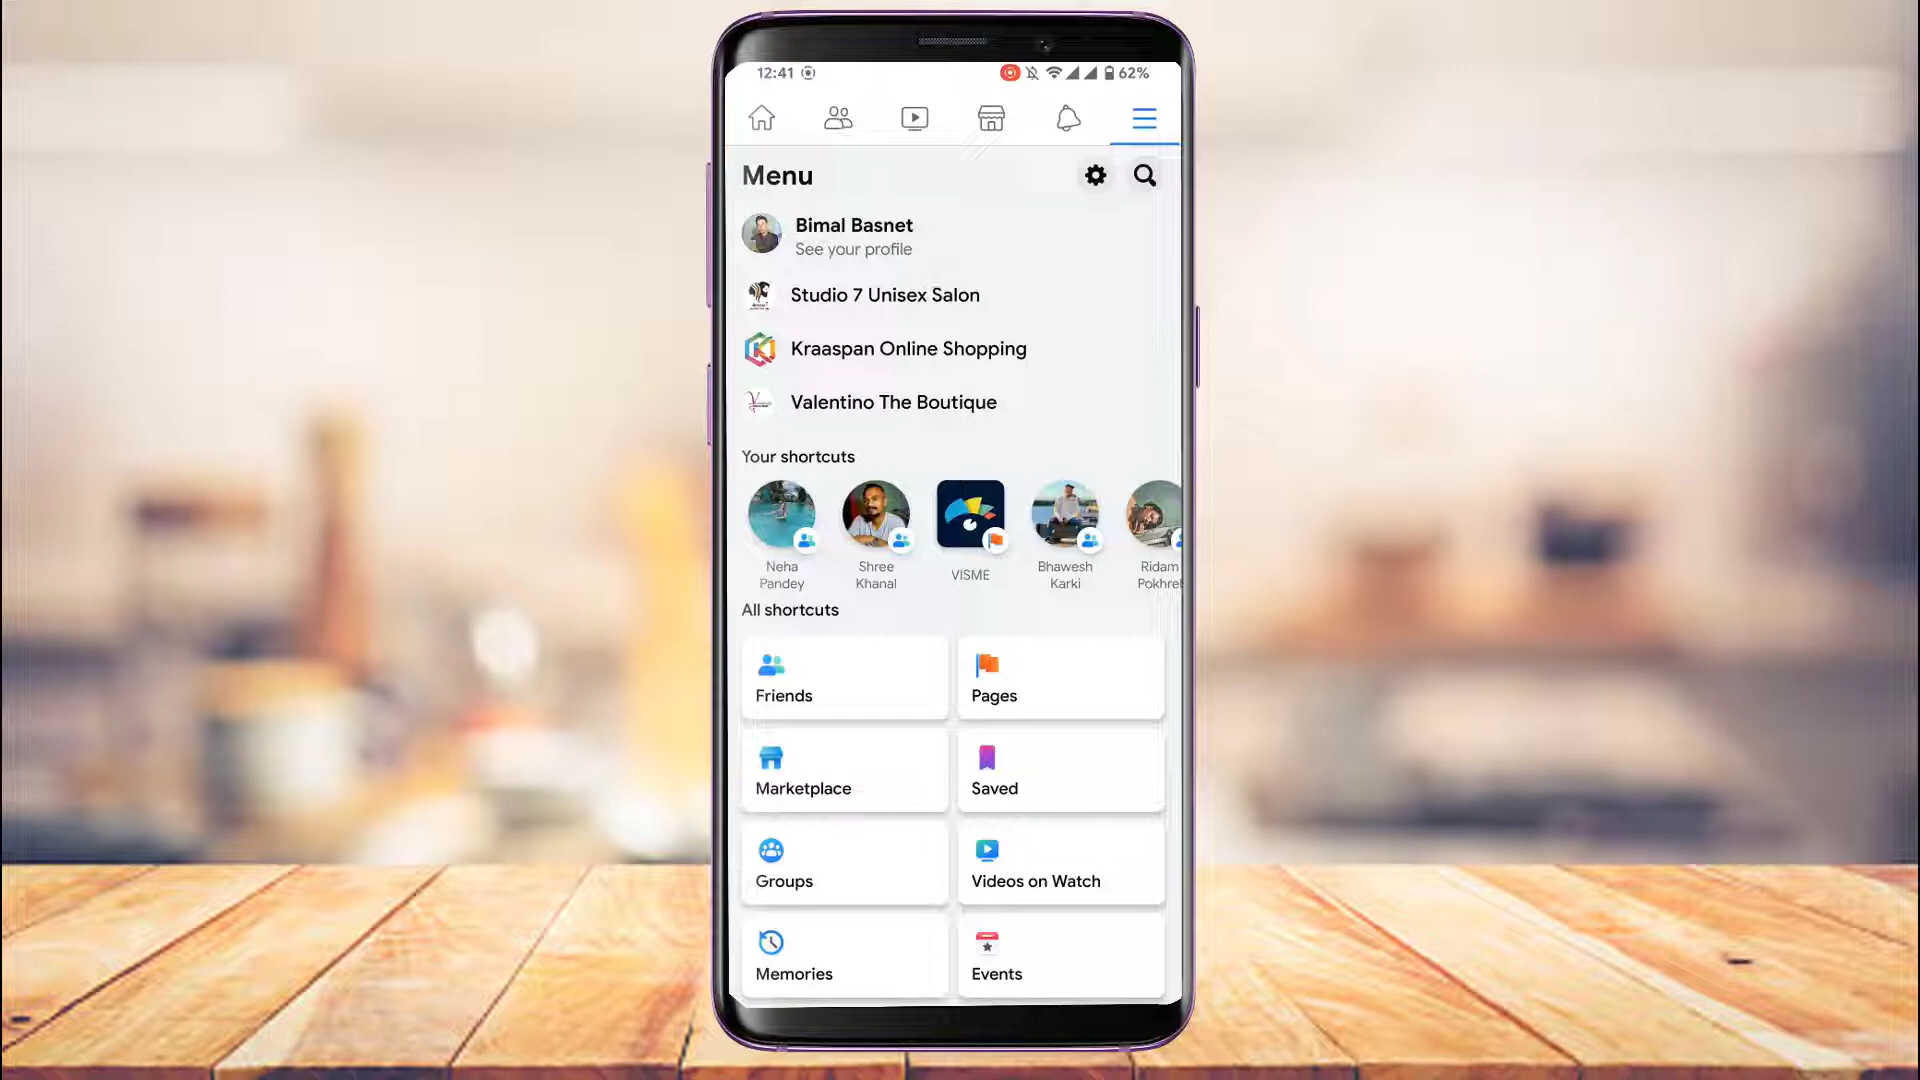 12:41 62%
Menu
Bimal Basnet
See your profile
Studio 7 Unisex Salon
Kraaspan Online Shopping
Valentino The Boutique
Your shortcuts
Neha
Pandey
Shree
Khanal
VISME
Bhawesh
Karki
Ridam
Pokhrel
All shortcuts
Friends
Pages
Marketplace
Saved
Groups
Videos on Watch
Memories
Events